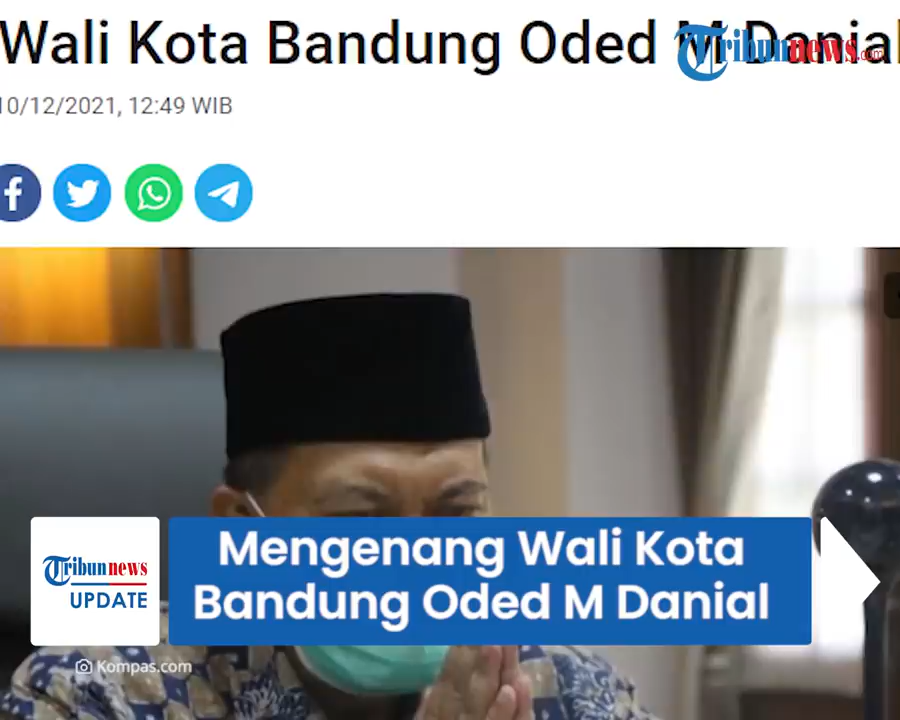 Wali Kota Bandung Oded M Danial
Tribunnews.com
10/12/2021, 12:49 WIB
Mengenang Wali Kota
Bandung Oded M Danial
Tribunnews
UPDATE
Kompas.com